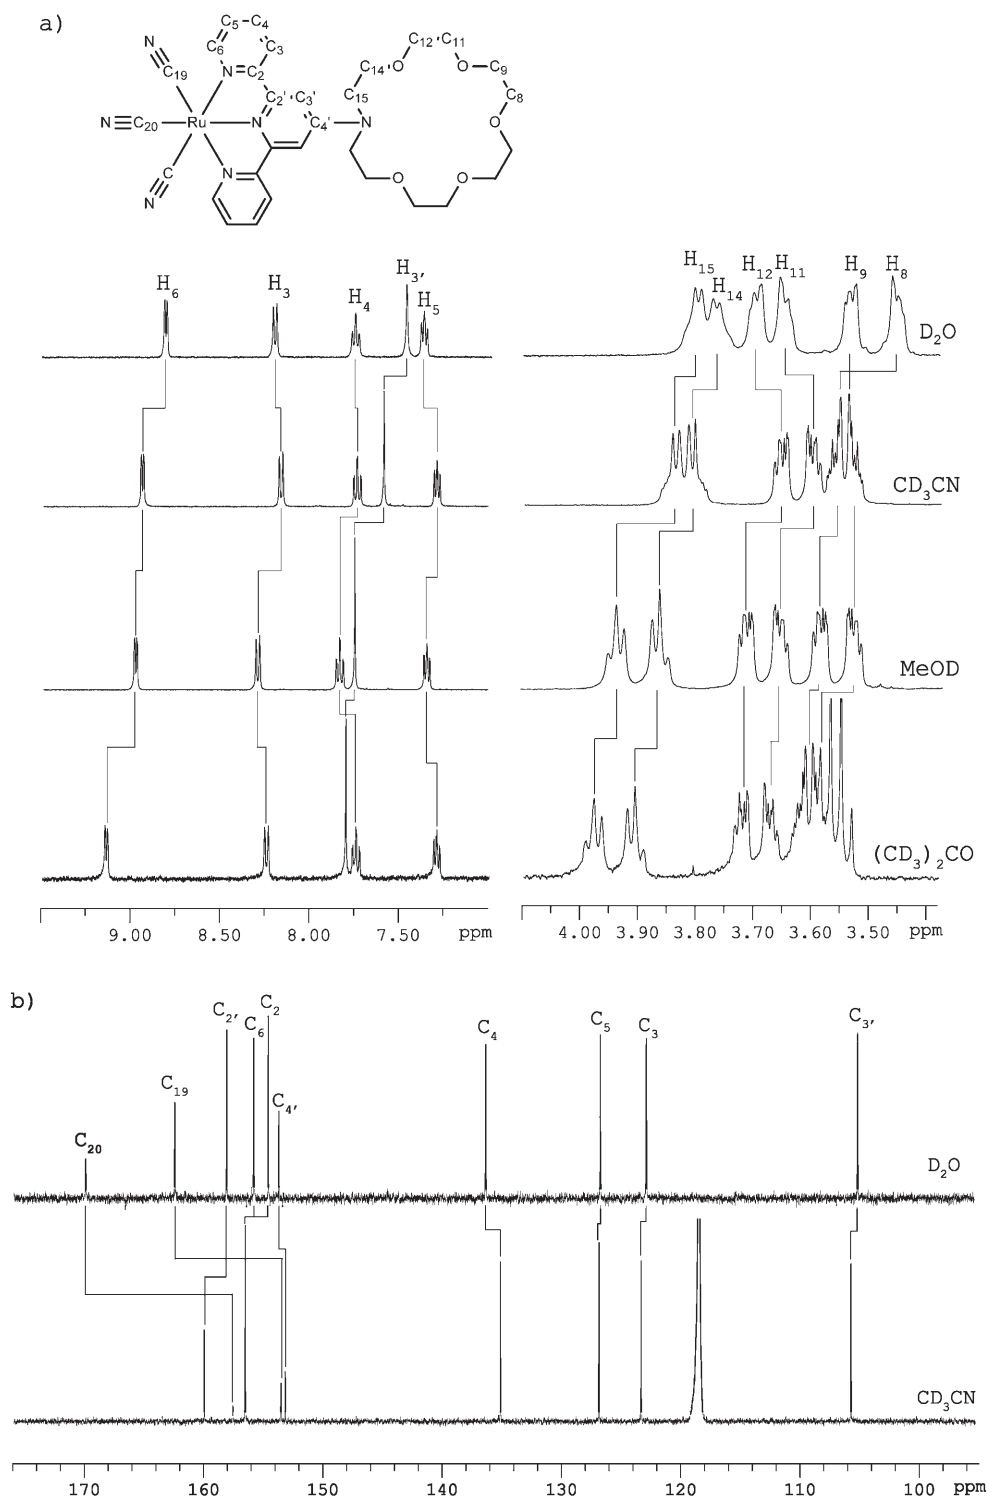 a)
C5 C4
N C6 C3
C12 C11
C19 N C2 C14 O O C9
C2' C3' C15 C8
N C20 Ru N C4' N O
C N O O
N
H15 H12 H11 H9 H8
H6 H3 H4 H3' H5 H14
D2O
CD3CN
MeOD
(CD3)2CO
9.00 8.50 8.00 7.50 ppm 4.00 3.90 3.80 3.70 3.60 3.50 ppm
b)
C2' C6 C2
C4 C5 C3 C3'
C19 C4'
C20
D2O
CD3CN
170 160 150 140 130 120 110 100 ppm